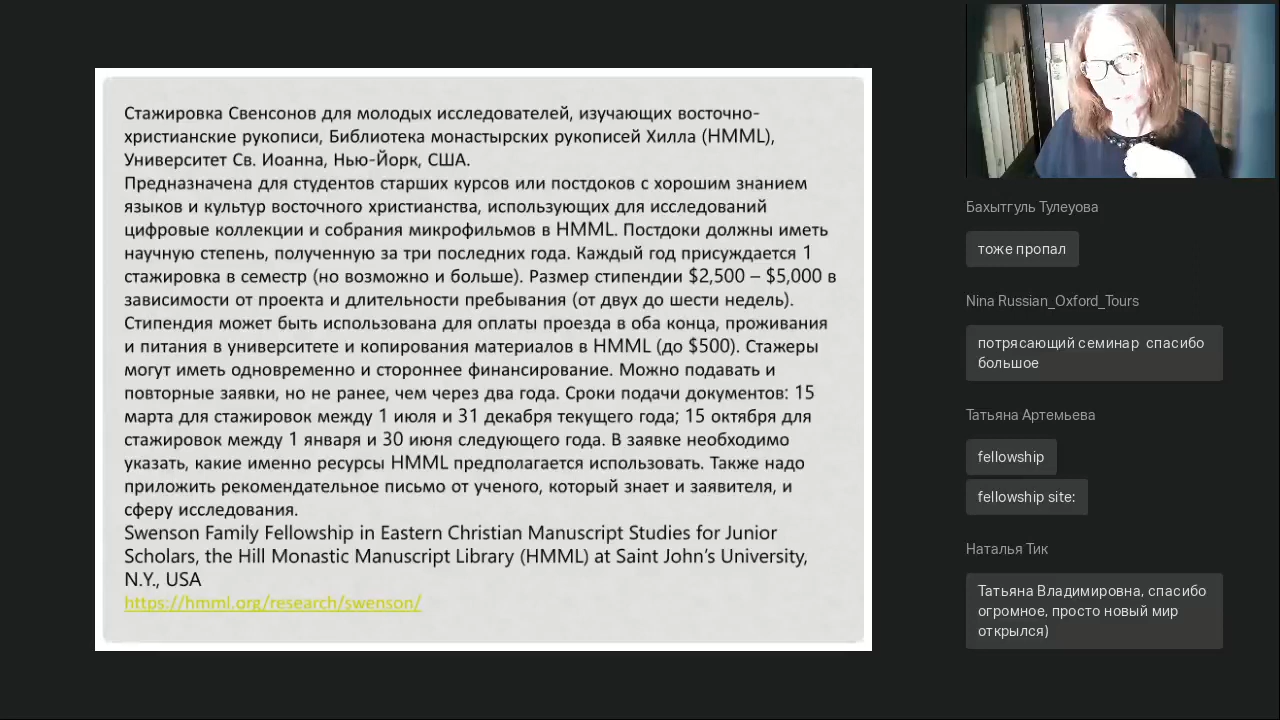 Стажировка Свенсонов для молодых исследователей, изучающих восточно-
христианские рукописи, Библиотека монастырских рукописей Хилла (HMML),
Университет Св. Иоанна, Нью-Йорк, США.
Предназначена для студентов старших курсов или постдоков с хорошим знанием
языков и культур восточного христианства, использующих для исследований
цифровые коллекции и собрания микрофильмов в HMML. Постдоки должны иметь
научную степень, полученную за три последних года. Каждый год присуждается 1
стажировка в семестр (но возможно и больше). Размер стипендии $2,500 – $5,000 в
зависимости от проекта и длительности пребывания (от двух до шести недель).
Стипендия может быть использована для оплаты проезда в оба конца, проживания
и питания в университете и копирования материалов в HMML (до $500). Стажеры
могут иметь одновременно и стороннее финансирование. Можно подавать и
повторные заявки, но не ранее, чем через два года. Сроки подачи документов: 15
марта для стажировок между 1 июля и 31 декабря текущего года; 15 октября для
стажировок между 1 января и 30 июня следующего года. В заявке необходимо
указать, какие именно ресурсы HMML предполагается использовать. Также надо
приложить рекомендательное письмо от ученого, который знает и заявителя, и
сферу исследования.
Swenson Family Fellowship in Eastern Christian Manuscript Studies for Junior
Scholars, the Hill Monastic Manuscript Library (HMML) at Saint John’s University,
N.Y., USA
https://hmml.org/research/swenson/
Бахытгуль Тулеуова
тоже пропал
Nina Russian_Oxford_Tours
потрясающий семинар спасибо
большое
Татьяна Артемьева
fellowship
fellowship site:
Наталья Тик
Татьяна Владимировна, спасибо
огромное, просто новый мир
открылся)